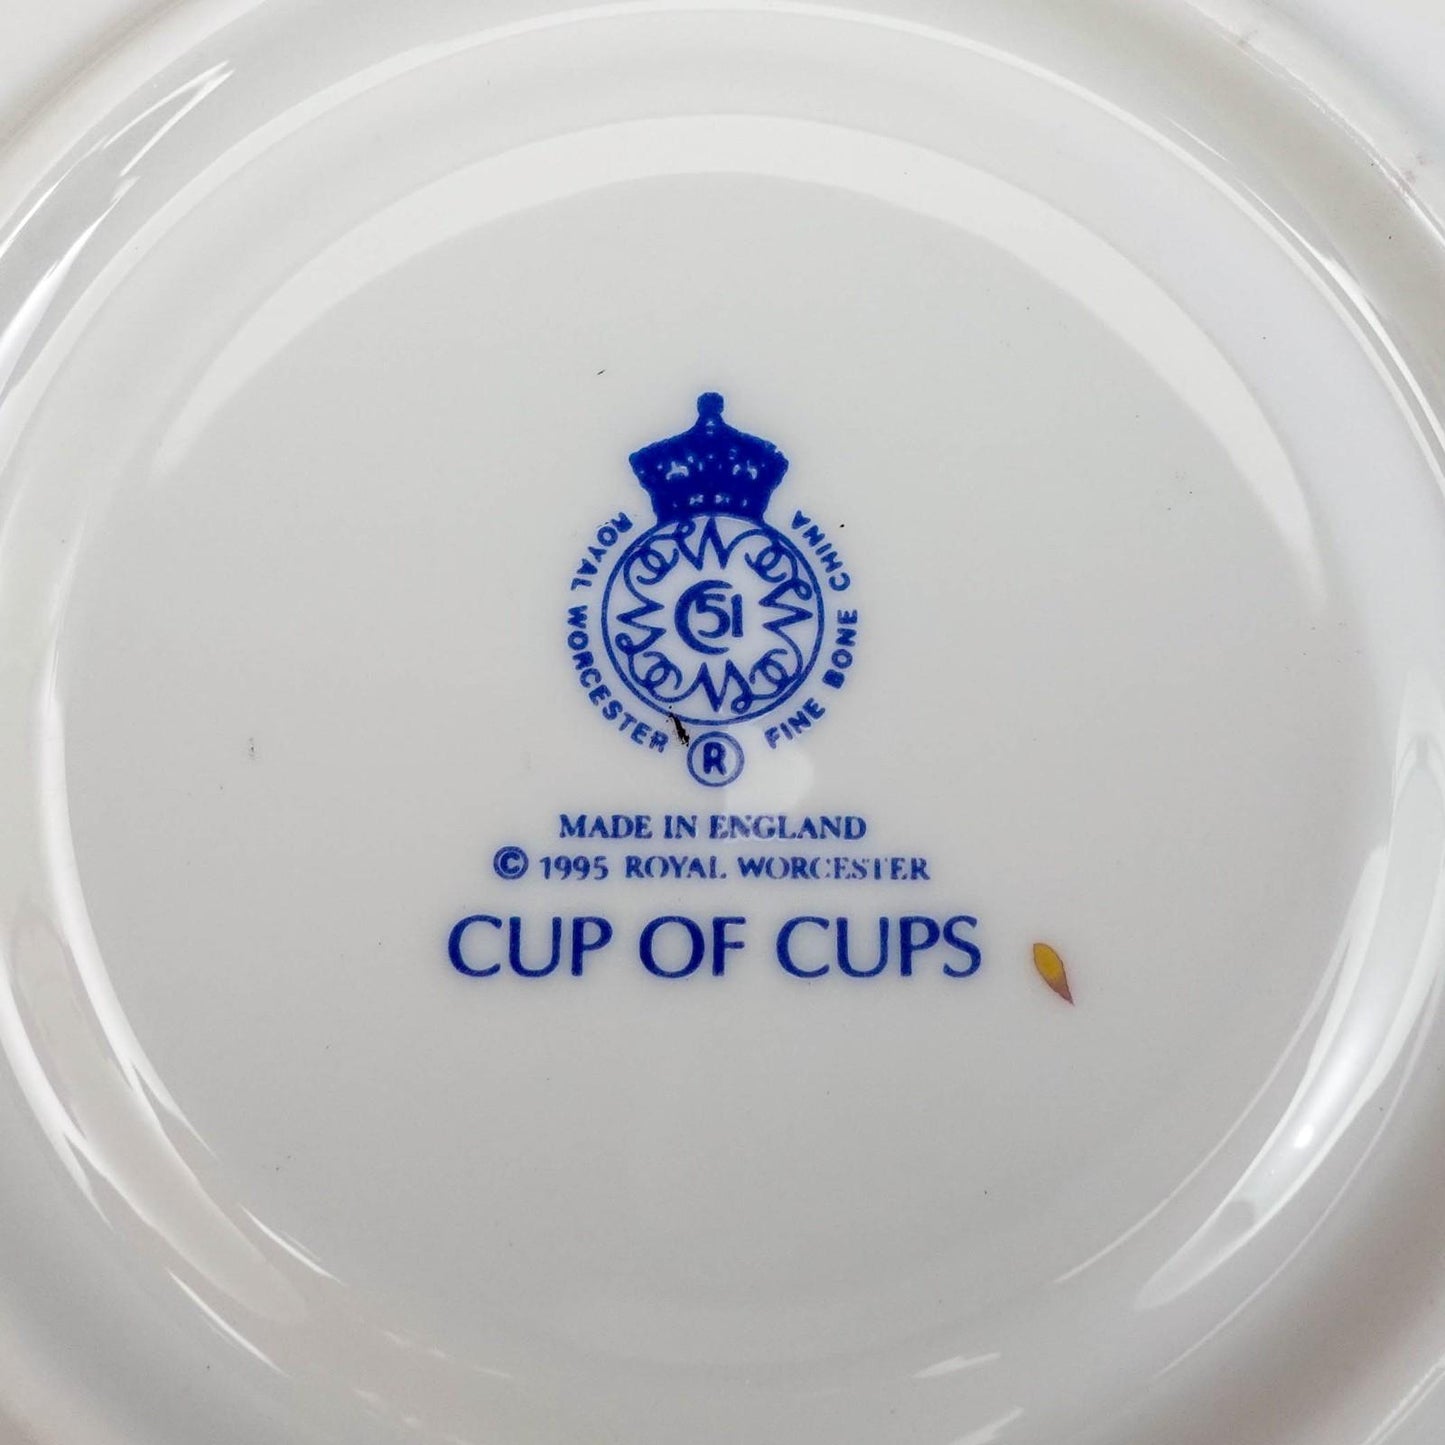 ROYAL WORCESTER
FINE BONE CHINA
51
®
MADE IN ENGLAND
© 1995 ROYAL WORCESTER
CUP OF CUPS